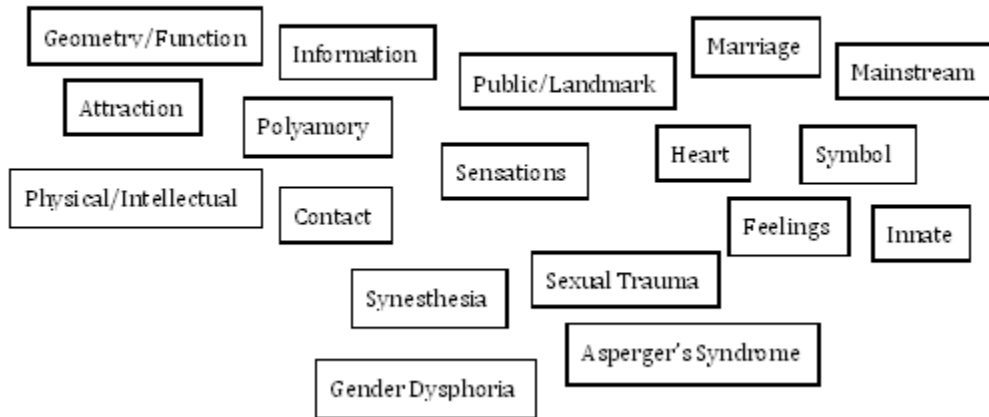 Geometry/Function
Information
Marriage
Public/Landmark
Mainstream
Attraction
Polyamory
Heart
Symbol
Sensations
Physical/Intellectual
Contact
Feelings
Innate
Sexual Trauma
Synesthesia
Asperger's Syndrome
Gender Dysphoria